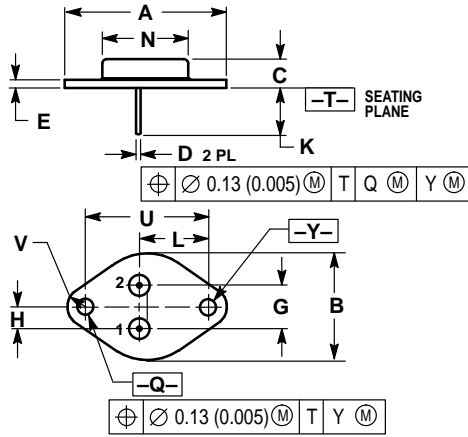 A
N
C
–T– SEATING PLANE
E
K
D 2 PL
⌖ ∅ 0.13 (0.005) Ⓜ T Q Ⓜ Y Ⓜ
U
V
L
–Y–
2
H
G
B
1
–Q–
⌖ ∅ 0.13 (0.005) Ⓜ T Y Ⓜ